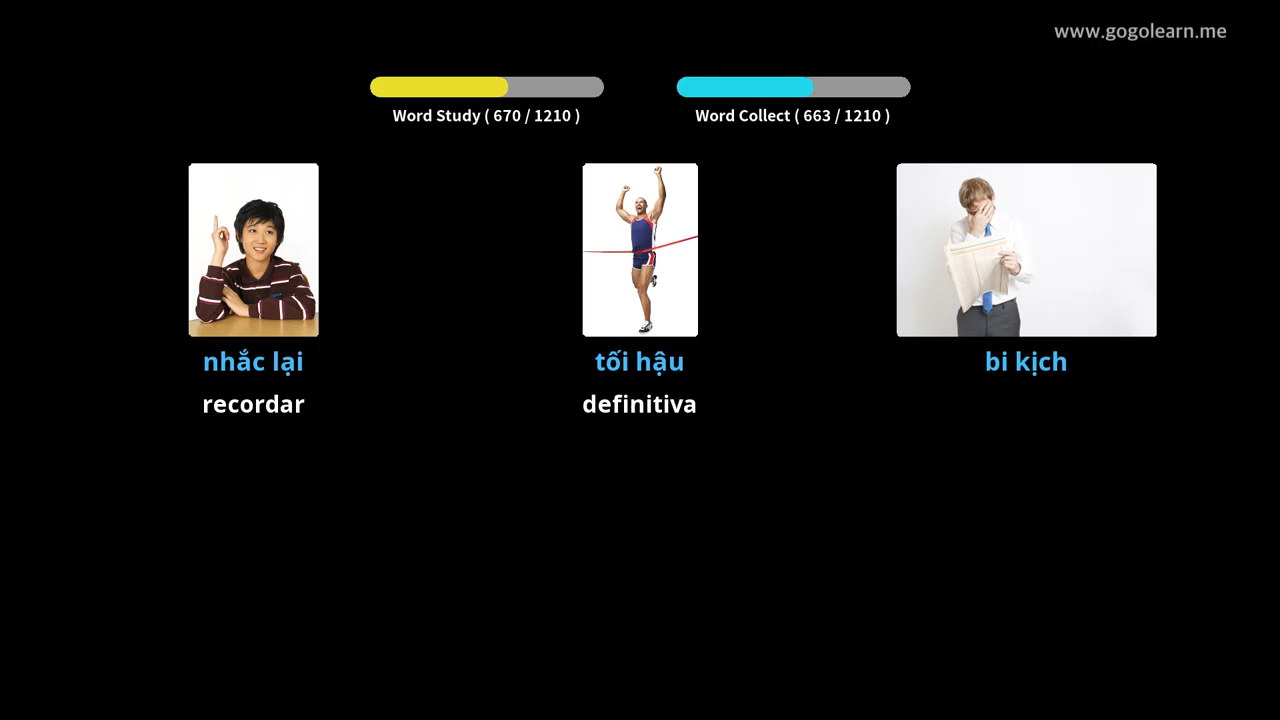 www.gogolearn.me
Word Study ( 670 / 1210 )
Word Collect ( 663 / 1210 )
nhắc lại
recordar
tối hậu
definitiva
bi kịch